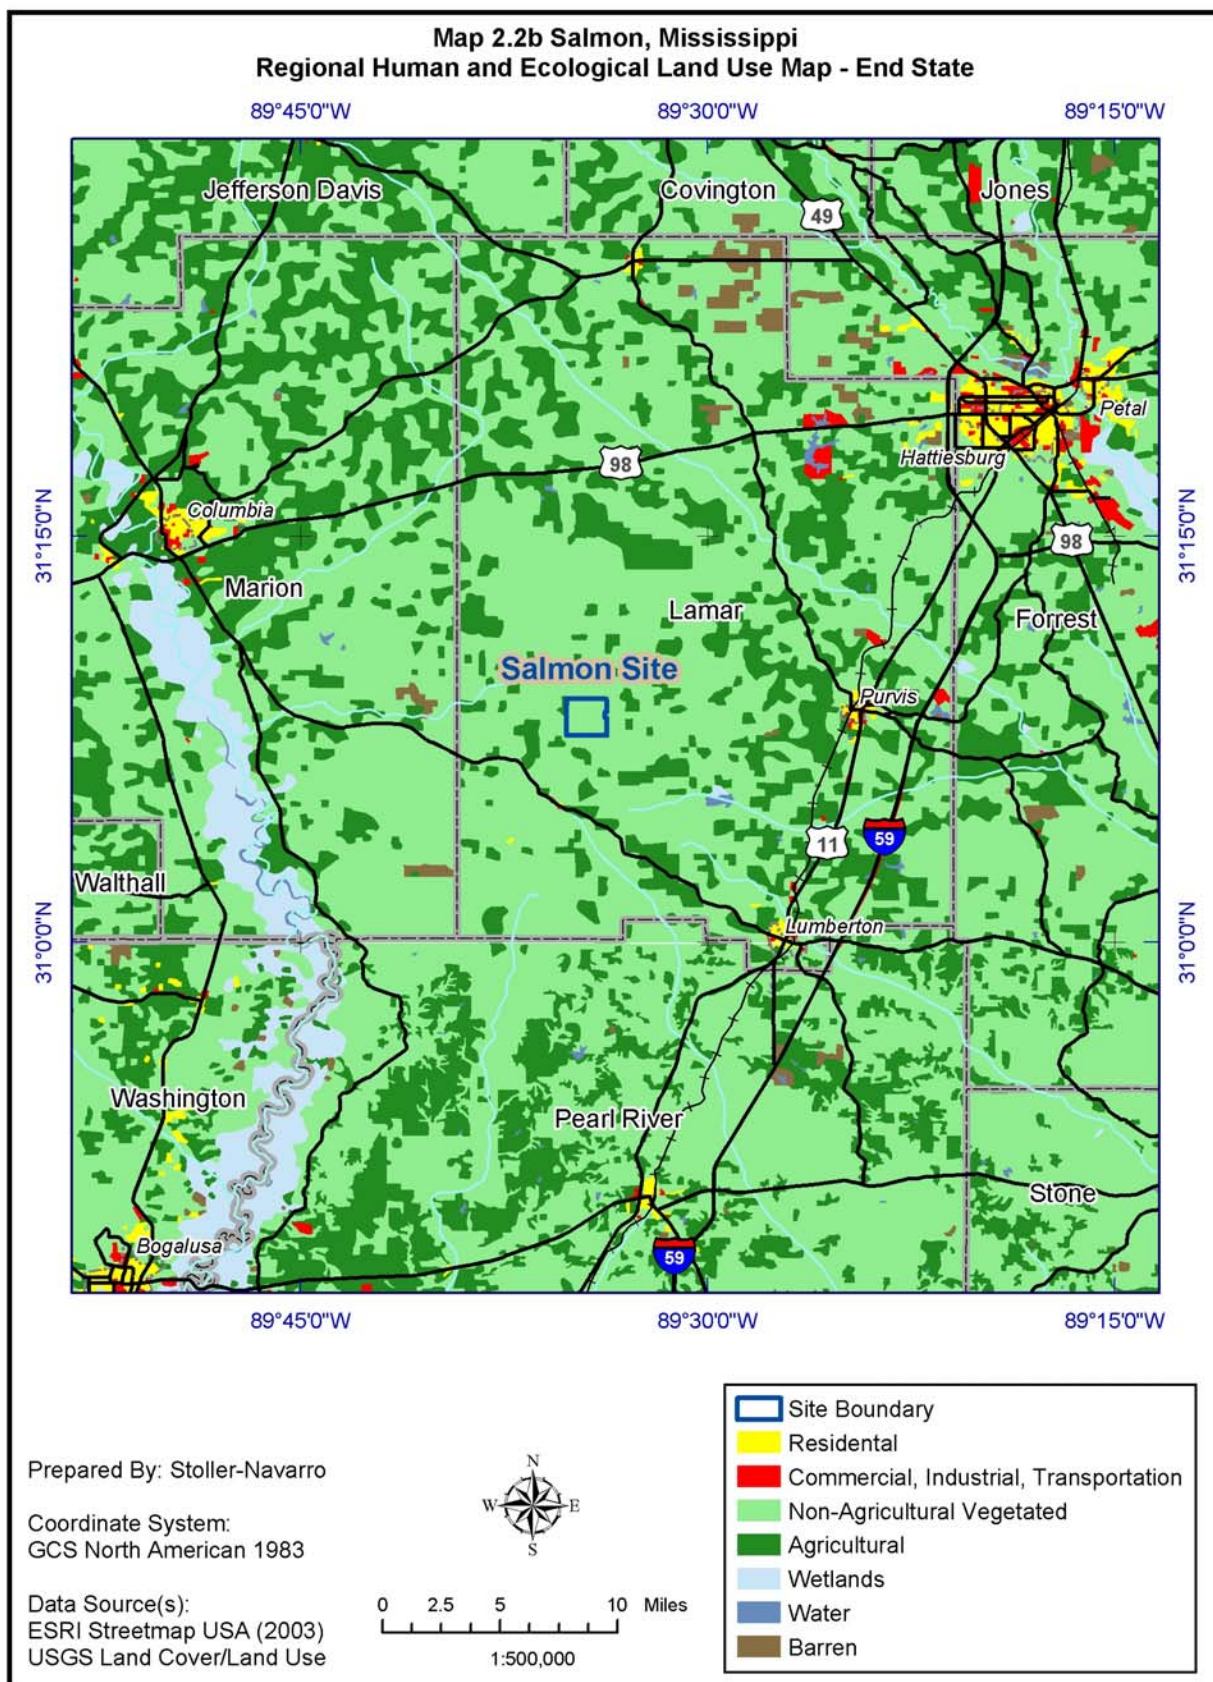 Map 2.2b Salmon, Mississippi
Regional Human and Ecological Land Use Map - End State
89°45'0"W 89°30'0"W 89°15'0"W
Jefferson Davis Covington Jones
49
Petal
Hattiesburg
98
Columbia
31°15'0"N 31°15'0"N
98
Marion
Lamar
Forrest
Salmon Site
Purvis
11
59
Walthall
Lumberton
31°0'0"N 31°0'0"N
Washington
Pearl River
Stone
Bogalusa
59
89°45'0"W 89°30'0"W 89°15'0"W
Site Boundary
Residental
Commercial, Industrial, Transportation
Non-Agricultural Vegetated
Agricultural
Wetlands
Water
Barren
Prepared By: Stoller-Navarro
Coordinate System:
GCS North American 1983
Data Source(s):
ESRI Streetmap USA (2003)
USGS Land Cover/Land Use
N
W E
S
0 2.5 5 10 Miles
1:500,000